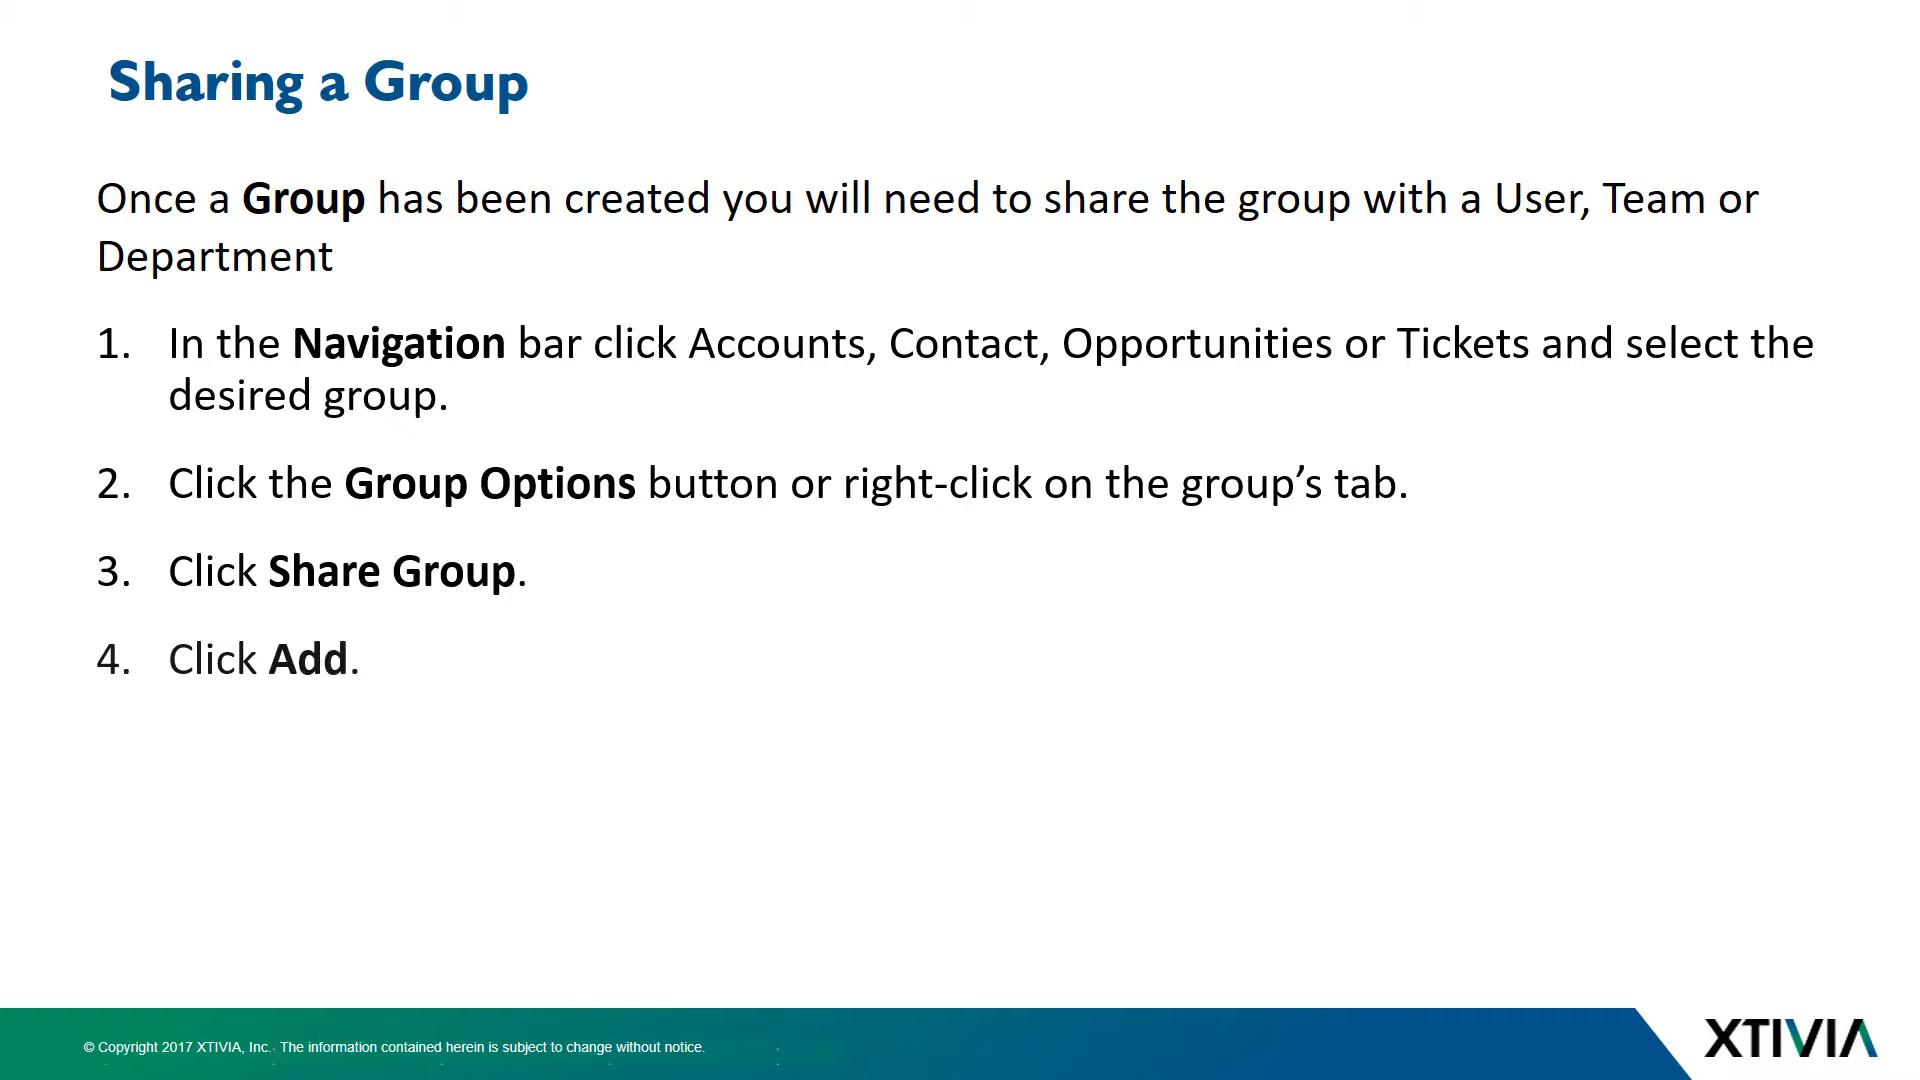 Sharing a Group
Once a Group has been created you will need to share the group with a User, Team or
Department
1. In the Navigation bar click Accounts, Contact, Opportunities or Tickets and select the
desired group.
2. Click the Group Options button or right-click on the group’s tab.
3. Click Share Group.
4. Click Add.
© Copyright 2017 XTIVIA, Inc. The information contained herein is subject to change without notice.
XTIVIA